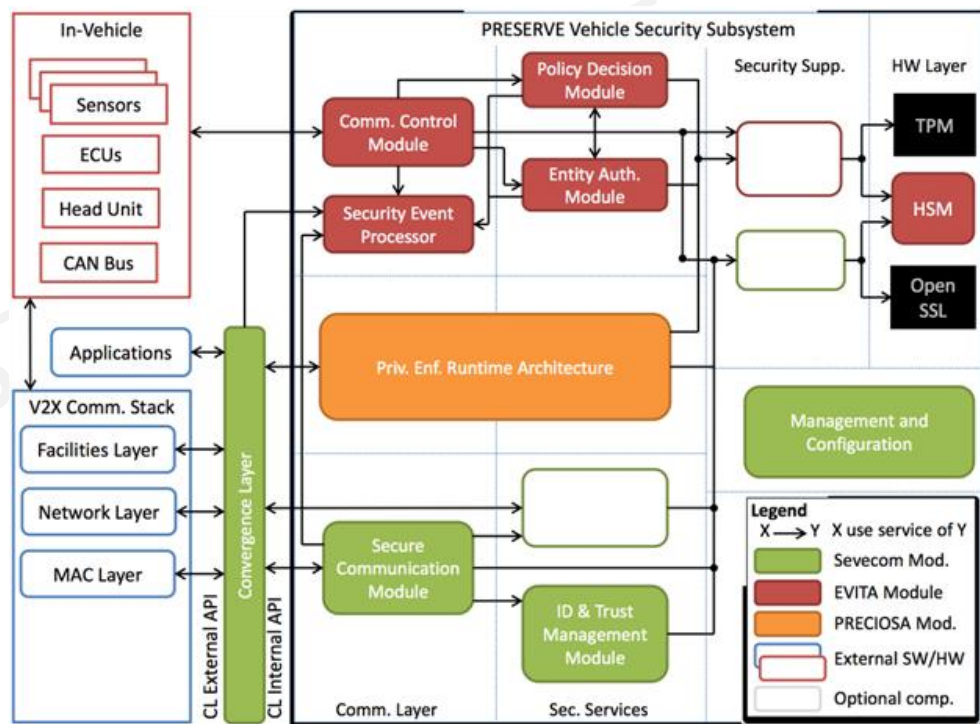 In-Vehicle
Sensors
ECUs
Head Unit
CAN Bus
Applications
V2X Comm. Stack
Facilities Layer
Network Layer
MAC Layer
Convergence Layer
CL External API
CL Internal API
PRESERVE Vehicle Security Subsystem
Comm. Control
Module
Security Event
Processor
Policy Decision
Module
Entity Auth.
Module
Security Supp.
HW Layer
TPM
HSM
Open
SSL
Priv. Enf. Runtime Architecture
Management and
Configuration
Secure
Communication
Module
ID & Trust
Management
Module
Comm. Layer
Sec. Services
Legend
X Y X use service of Y
Sevecom Mod.
EVITA Module
PRECIOSA Mod.
External SW/HW
Optional comp.